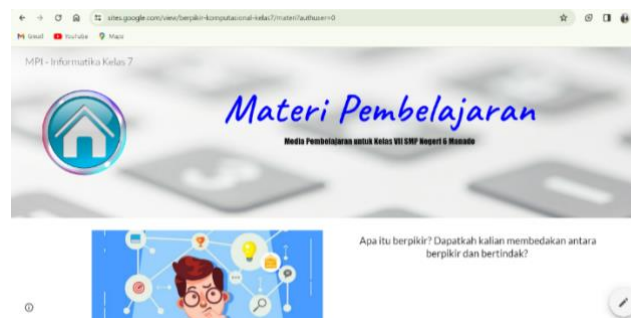 sites.google.com/view/berpikir-komputasional-kelas7/materi?authuser=0
Gmail
YouTube
Maps
MPI - Informatika Kelas 7
Materi Pembelajaran
Media Pembelajaran untuk Kelas VII SMP Negeri 6 Manado
Apa itu berpikir? Dapatkah kalian membedakan antara
berpikir dan bertindak?